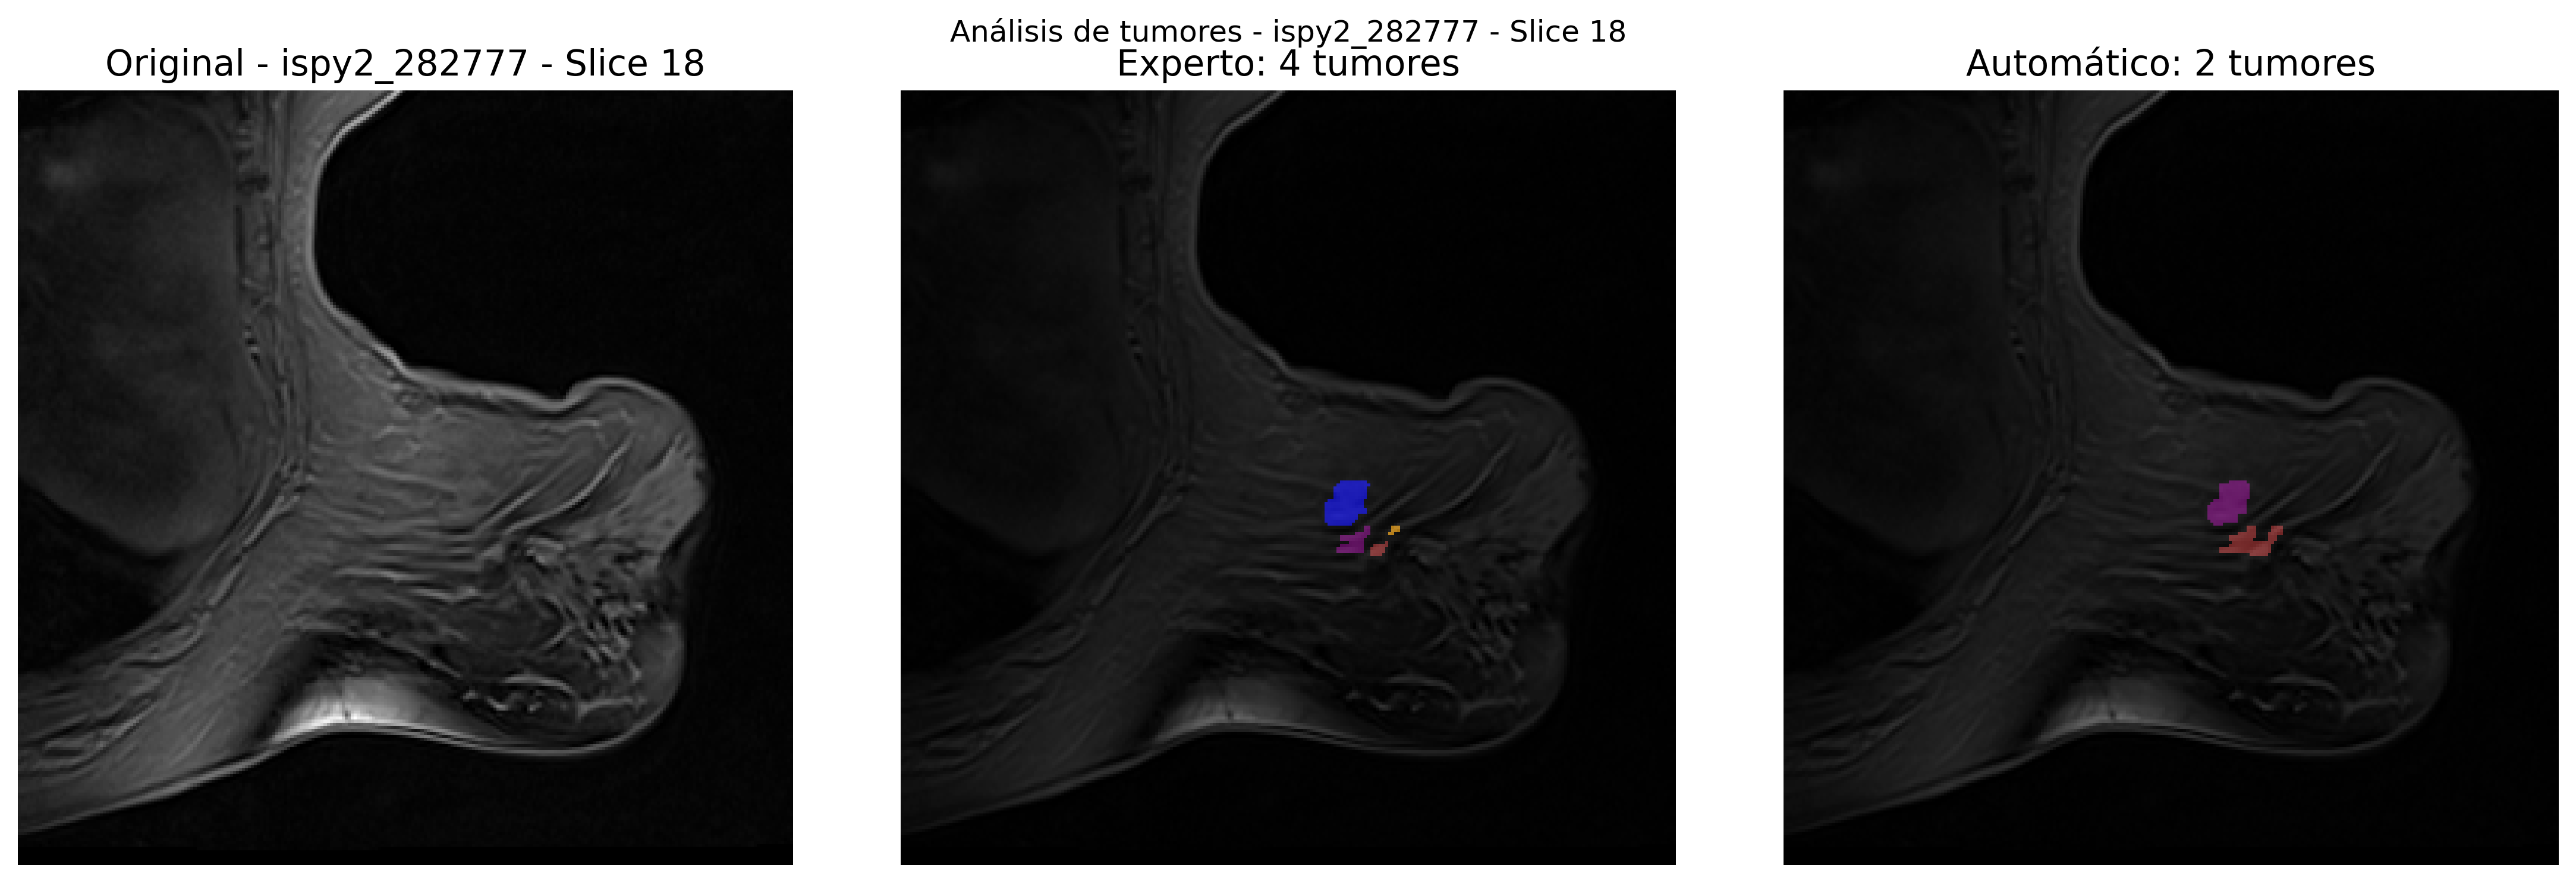 Análisis de tumores - ispy2_282777 - Slice 18
Original - ispy2_282777 - Slice 18
Experto: 4 tumores
Automático: 2 tumores